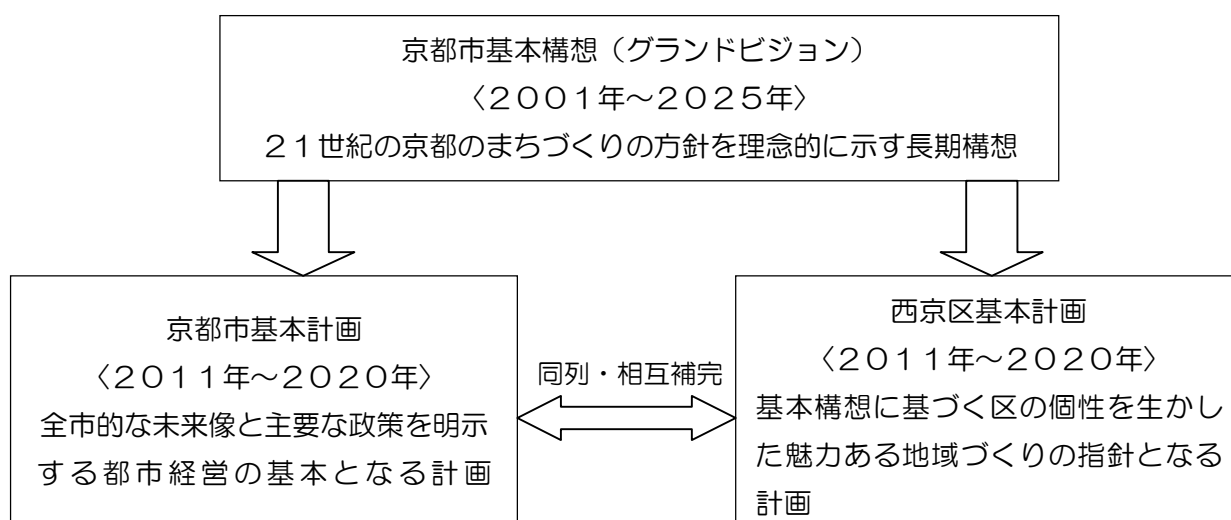 京都市基本構想(グランドビジョン)
〈2001年~2025年〉
21世紀の京都のまちづくりの方針を理念的に示す長期構想
京都市基本計画
〈2011年~2020年〉
全市的な未来像と主要な政策を明示
する都市経営の基本となる計画
同列・相互補完
西京区基本計画
〈2011年~2020年〉
基本構想に基づく区の個性を生かし
た魅力ある地域づくりの指針となる
計画